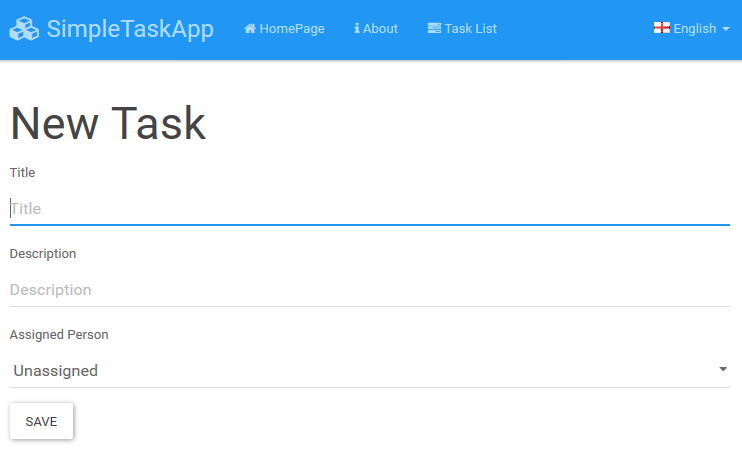 SimpleTaskApp HomePage About Task List English
New Task
Title
Title
Description
Description
Assigned Person
Unassigned
SAVE